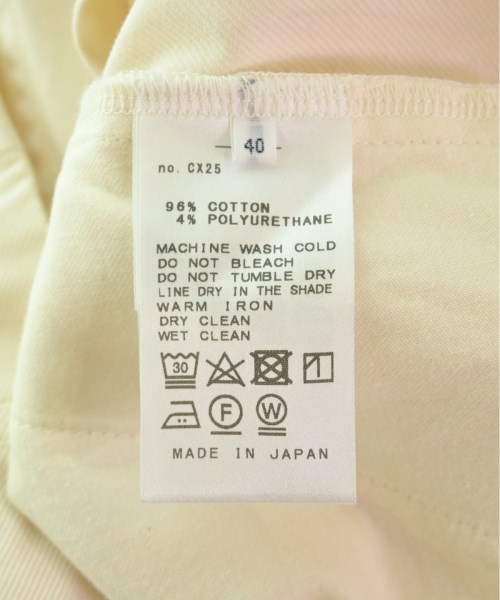 40
no. CX25
96% COTTON
4% POLYURETHANE
MACHINE WASH COLD
DO NOT BLEACH
DO NOT TUMBLE DRY
LINE DRY IN THE SHADE
WARM IRON
DRY CLEAN
WET CLEAN
30
F W
MADE IN JAPAN